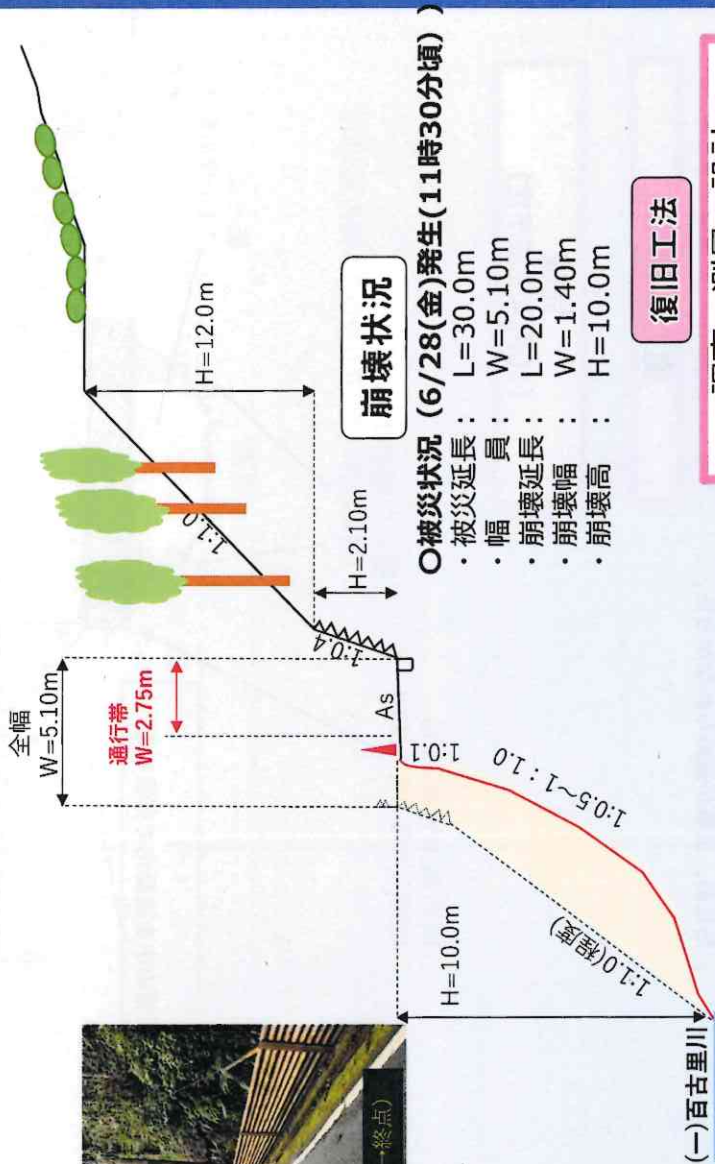 全幅
W=5.10m
通行帯
W=2.75m
H=12.0m
1:1.0
H=2.10m
1:0.4
As
1:0.1
1:0.5~1：1.0
1:1.0(程度)
H=10.0m
(一)百古里川
→終点)
崩壊状況
○被災状況 (6/28(金)発生(11時30分頃) )
・被災延長： L=30.0m
・幅　　員： W=5.10m
・崩壊延長： L=20.0m
・崩壊幅　： W=1.40m
・崩壊高　： H=10.0m
復旧工法